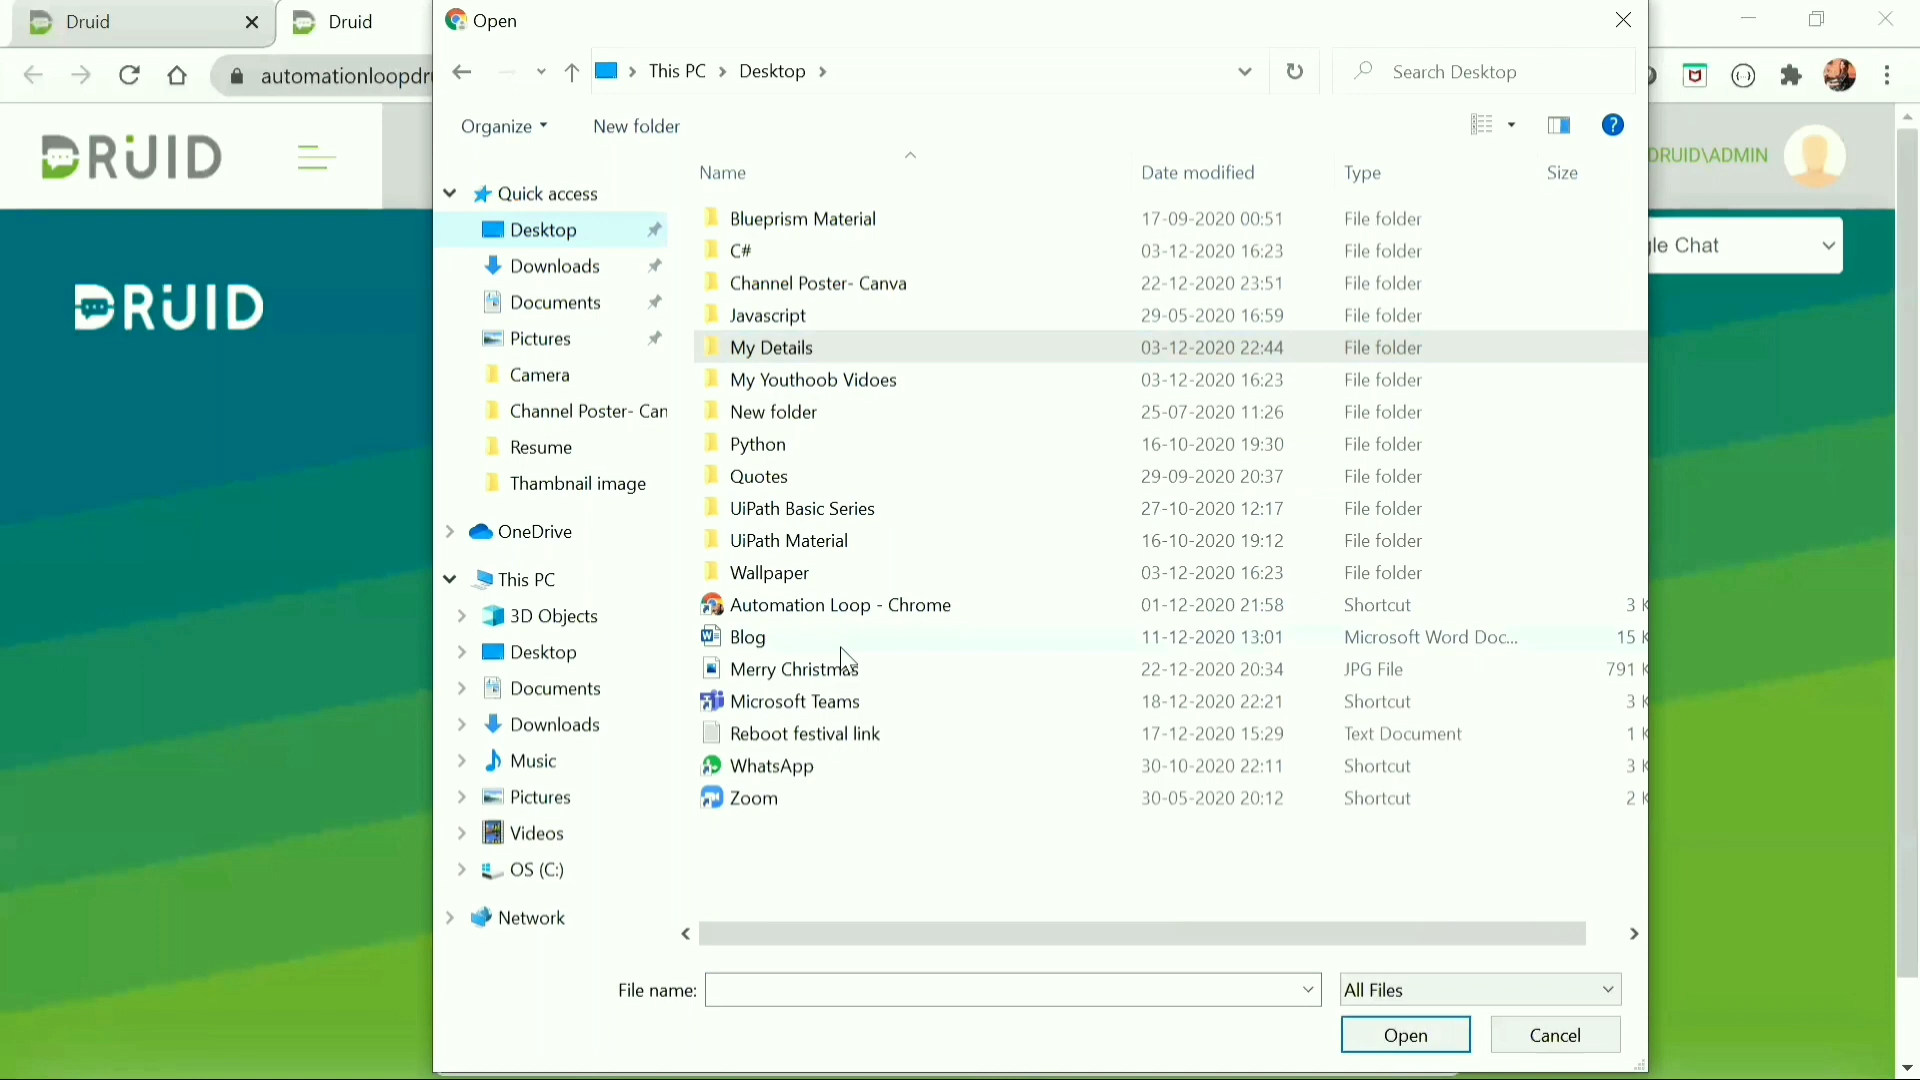 Druid
Druid
Open
automationloopdru
This PC
Desktop
Search Desktop
Organize
New folder
DRUID
DRUID\ADMIN
Name
Date modified
Type
Size
Quick access
Desktop
Downloads
Documents
Pictures
Camera
Channel Poster- Can
Resume
Thambnail image
OneDrive
This PC
3D Objects
Desktop
Documents
Downloads
Music
Pictures
Videos
OS (C:)
Network
Blueprism Material 17-09-2020 00:51 File folder
C# 03-12-2020 16:23 File folder
Channel Poster- Canva 22-12-2020 23:51 File folder
Javascript 29-05-2020 16:59 File folder
My Details 03-12-2020 22:44 File folder
My Youthoob Vidoes 03-12-2020 16:23 File folder
New folder 25-07-2020 11:26 File folder
Python 16-10-2020 19:30 File folder
Quotes 29-09-2020 20:37 File folder
UiPath Basic Series 27-10-2020 12:17 File folder
UiPath Material 16-10-2020 19:12 File folder
Wallpaper 03-12-2020 16:23 File folder
Automation Loop - Chrome 01-12-2020 21:58 Shortcut 3 K
Blog 11-12-2020 13:01 Microsoft Word Doc... 15 K
Merry Christmas 22-12-2020 20:34 JPG File 791 K
Microsoft Teams 18-12-2020 22:21 Shortcut 3 K
Reboot festival link 17-12-2020 15:29 Text Document 1 K
WhatsApp 30-10-2020 22:11 Shortcut 3 K
Zoom 30-05-2020 20:12 Shortcut 2 K
DRUID
gle Chat
File name:
All Files
Open
Cancel